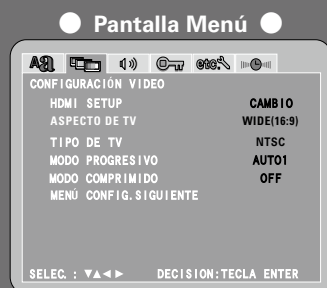 ● Pantalla Menú ●
Aa etc.
CONFIGURACIÓN VIDEO
HDMI SETUP CAMBIO
ASPECTO DE TV WIDE(16:9)
TIPO DE TV NTSC
MODO PROGRESIVO AUTO1
MODO COMPRIMIDO OFF
MENÚ CONFIG.SIGUIENTE
SELEC. : ▼▲◄► DECISION:TECLA ENTER